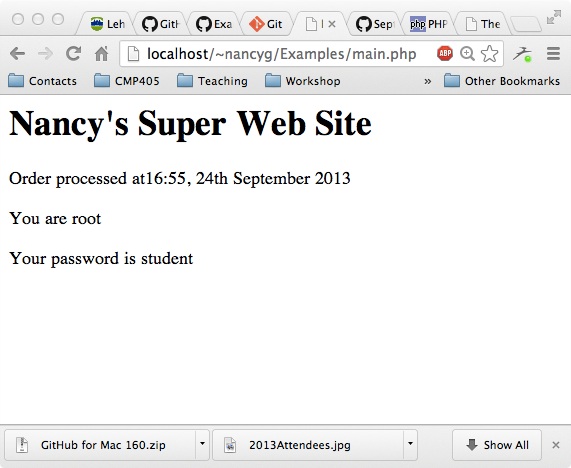 Leh
GitH
Exa
Git
Sept
php PHP
The
localhost/~nancyg/Examples/main.php
ABP
Contacts
CMP405
Teaching
Workshop
»
Other Bookmarks
Nancy's Super Web Site
Order processed at16:55, 24th September 2013
You are root
Your password is student
GitHub for Mac 160.zip
2013Attendees.jpg
Show All